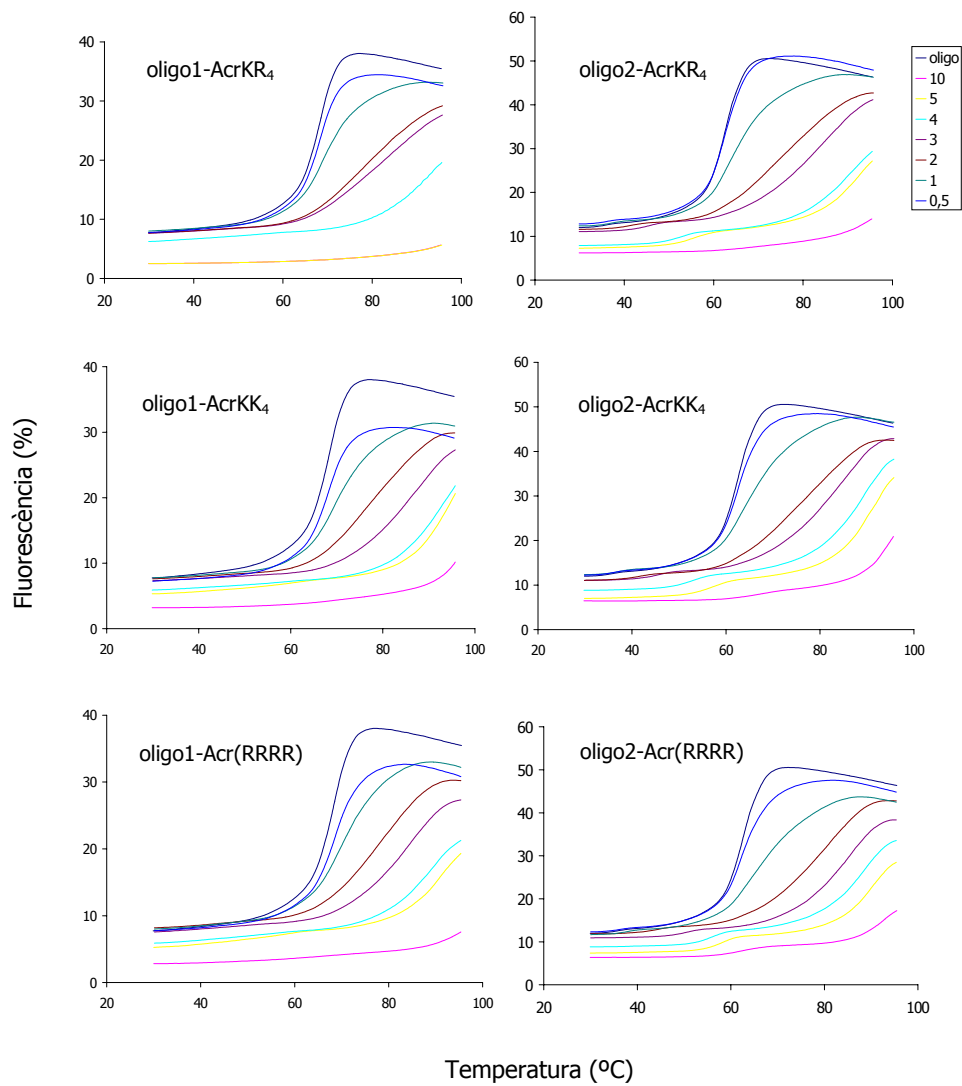 oligo1-AcrKR4
40
30
20
10
0
20 40 60 80 100
oligo2-AcrKR4
60
50
40
30
20
10
0
20 40 60 80 100
oligo
10
5
4
3
2
1
0,5
oligo1-AcrKK4
40
30
20
10
0
20 40 60 80 100
oligo2-AcrKK4
60
50
40
30
20
10
0
20 40 60 80 100
Fluorescència (%)
oligo1-Acr(RRRR)
40
30
20
10
0
20 40 60 80 100
oligo2-Acr(RRRR)
60
50
40
30
20
10
0
20 40 60 80 100
Temperatura (ºC)